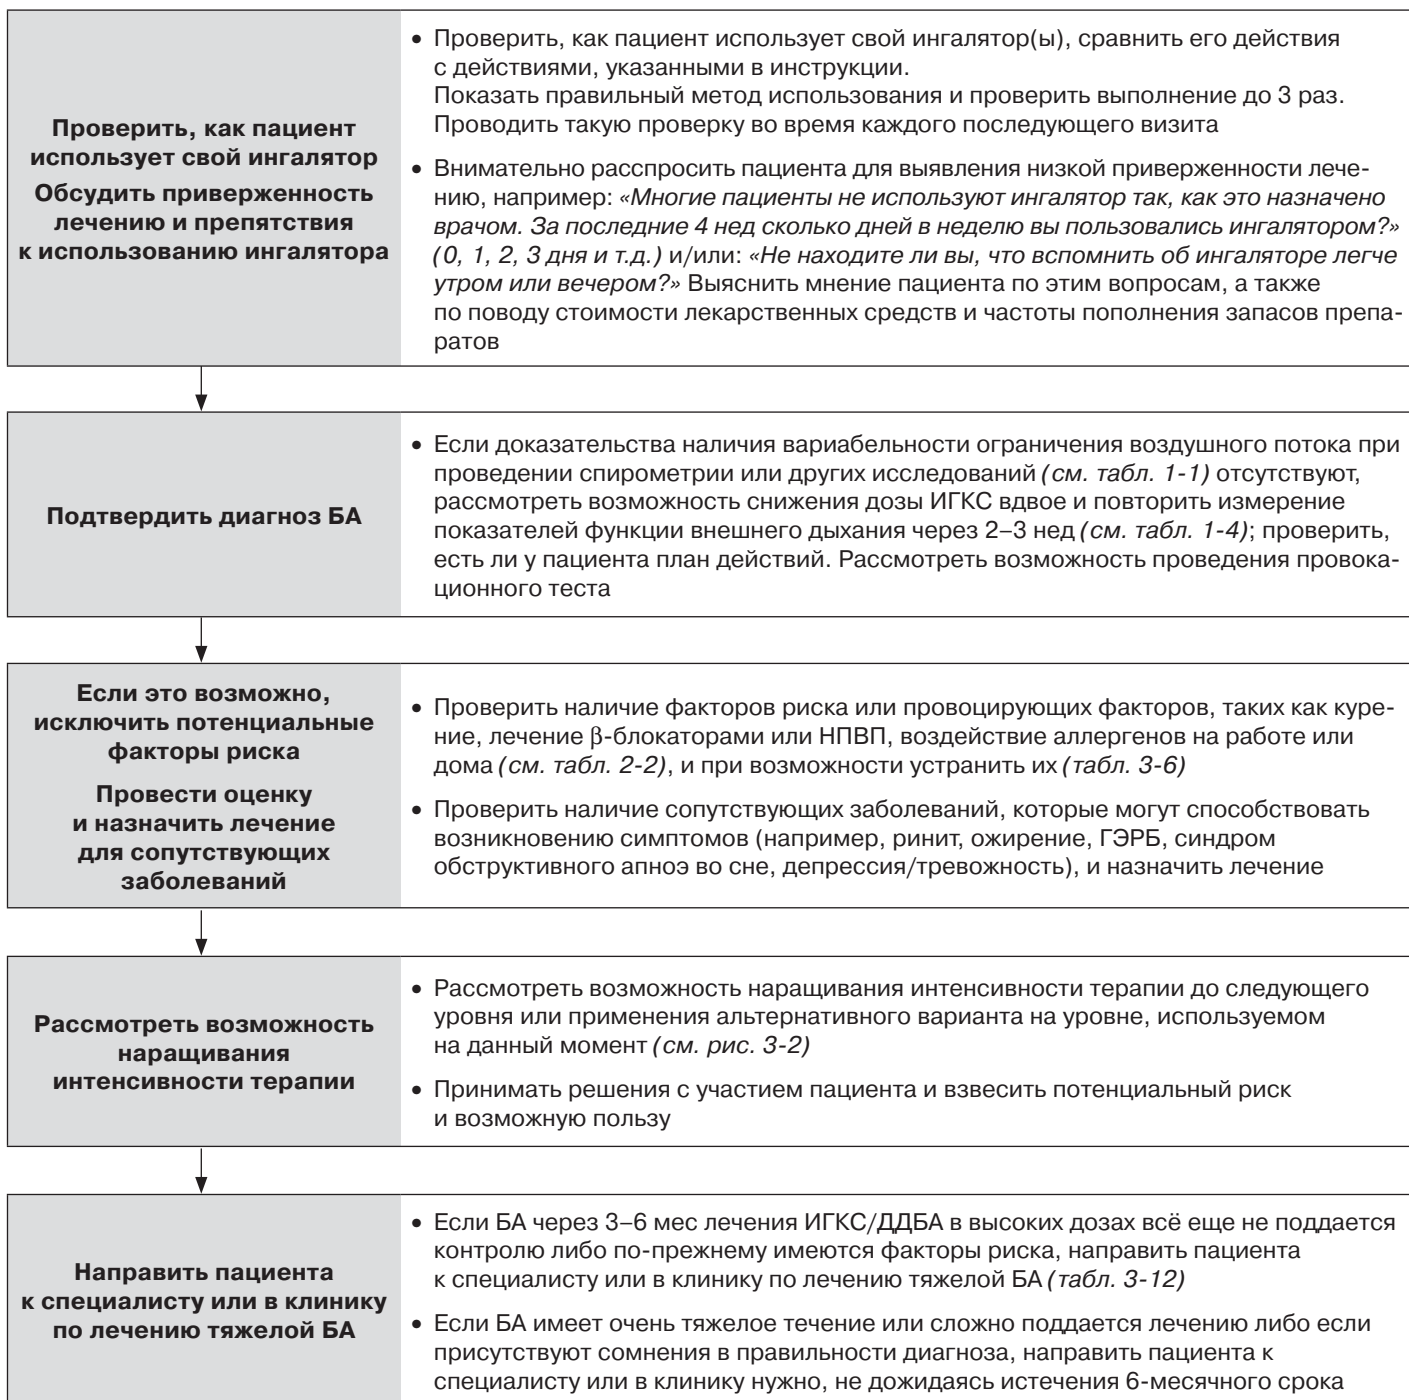 Проверить, как пациент
использует свой ингалятор
Обсудить приверженность
лечению и препятствия
к использованию ингалятора
• Проверить, как пациент использует свой ингалятор(ы), сравнить его действия
с действиями, указанными в инструкции.
Показать правильный метод использования и проверить выполнение до 3 раз.
Проводить такую проверку во время каждого последующего визита
• Внимательно расспросить пациента для выявления низкой приверженности лече-
нию, например: «Многие пациенты не используют ингалятор так, как это назначено
врачом. За последние 4 нед сколько дней в неделю вы пользовались ингалятором?»
(0, 1, 2, 3 дня и т.д.) и/или: «Не находите ли вы, что вспомнить об ингаляторе легче
утром или вечером?» Выяснить мнение пациента по этим вопросам, а также
по поводу стоимости лекарственных средств и частоты пополнения запасов препа-
ратов
Подтвердить диагноз БА
• Если доказательства наличия вариабельности ограничения воздушного потока при
проведении спирометрии или других исследований (см. табл. 1-1) отсутствуют,
рассмотреть возможность снижения дозы ИГКС вдвое и повторить измерение
показателей функции внешнего дыхания через 2–3 нед (см. табл. 1-4); проверить,
есть ли у пациента план действий. Рассмотреть возможность проведения провока-
ционного теста
Если это возможно,
исключить потенциальные
факторы риска
Провести оценку
и назначить лечение
для сопутствующих
заболеваний
• Проверить наличие факторов риска или провоцирующих факторов, таких как куре-
ние, лечение β-блокаторами или НПВП, воздействие аллергенов на работе или
дома (см. табл. 2-2), и при возможности устранить их (табл. 3-6)
• Проверить наличие сопутствующих заболеваний, которые могут способствовать
возникновению симптомов (например, ринит, ожирение, ГЭРБ, синдром
обструктивного апноэ во сне, депрессия/тревожность), и назначить лечение
Рассмотреть возможность
наращивания
интенсивности терапии
• Рассмотреть возможность наращивания интенсивности терапии до следующего
уровня или применения альтернативного варианта на уровне, используемом
на данный момент (см. рис. 3-2)
• Принимать решения с участием пациента и взвесить потенциальный риск
и возможную пользу
Направить пациента
к специалисту или в клинику
по лечению тяжелой БА
• Если БА через 3–6 мес лечения ИГКС/ДДБА в высоких дозах всё еще не поддается
контролю либо по-прежнему имеются факторы риска, направить пациента
к специалисту или в клинику по лечению тяжелой БА (табл. 3-12)
• Если БА имеет очень тяжелое течение или сложно поддается лечению либо если
присутствуют сомнения в правильности диагноза, направить пациента к
специалисту или в клинику нужно, не дожидаясь истечения 6-месячного срока